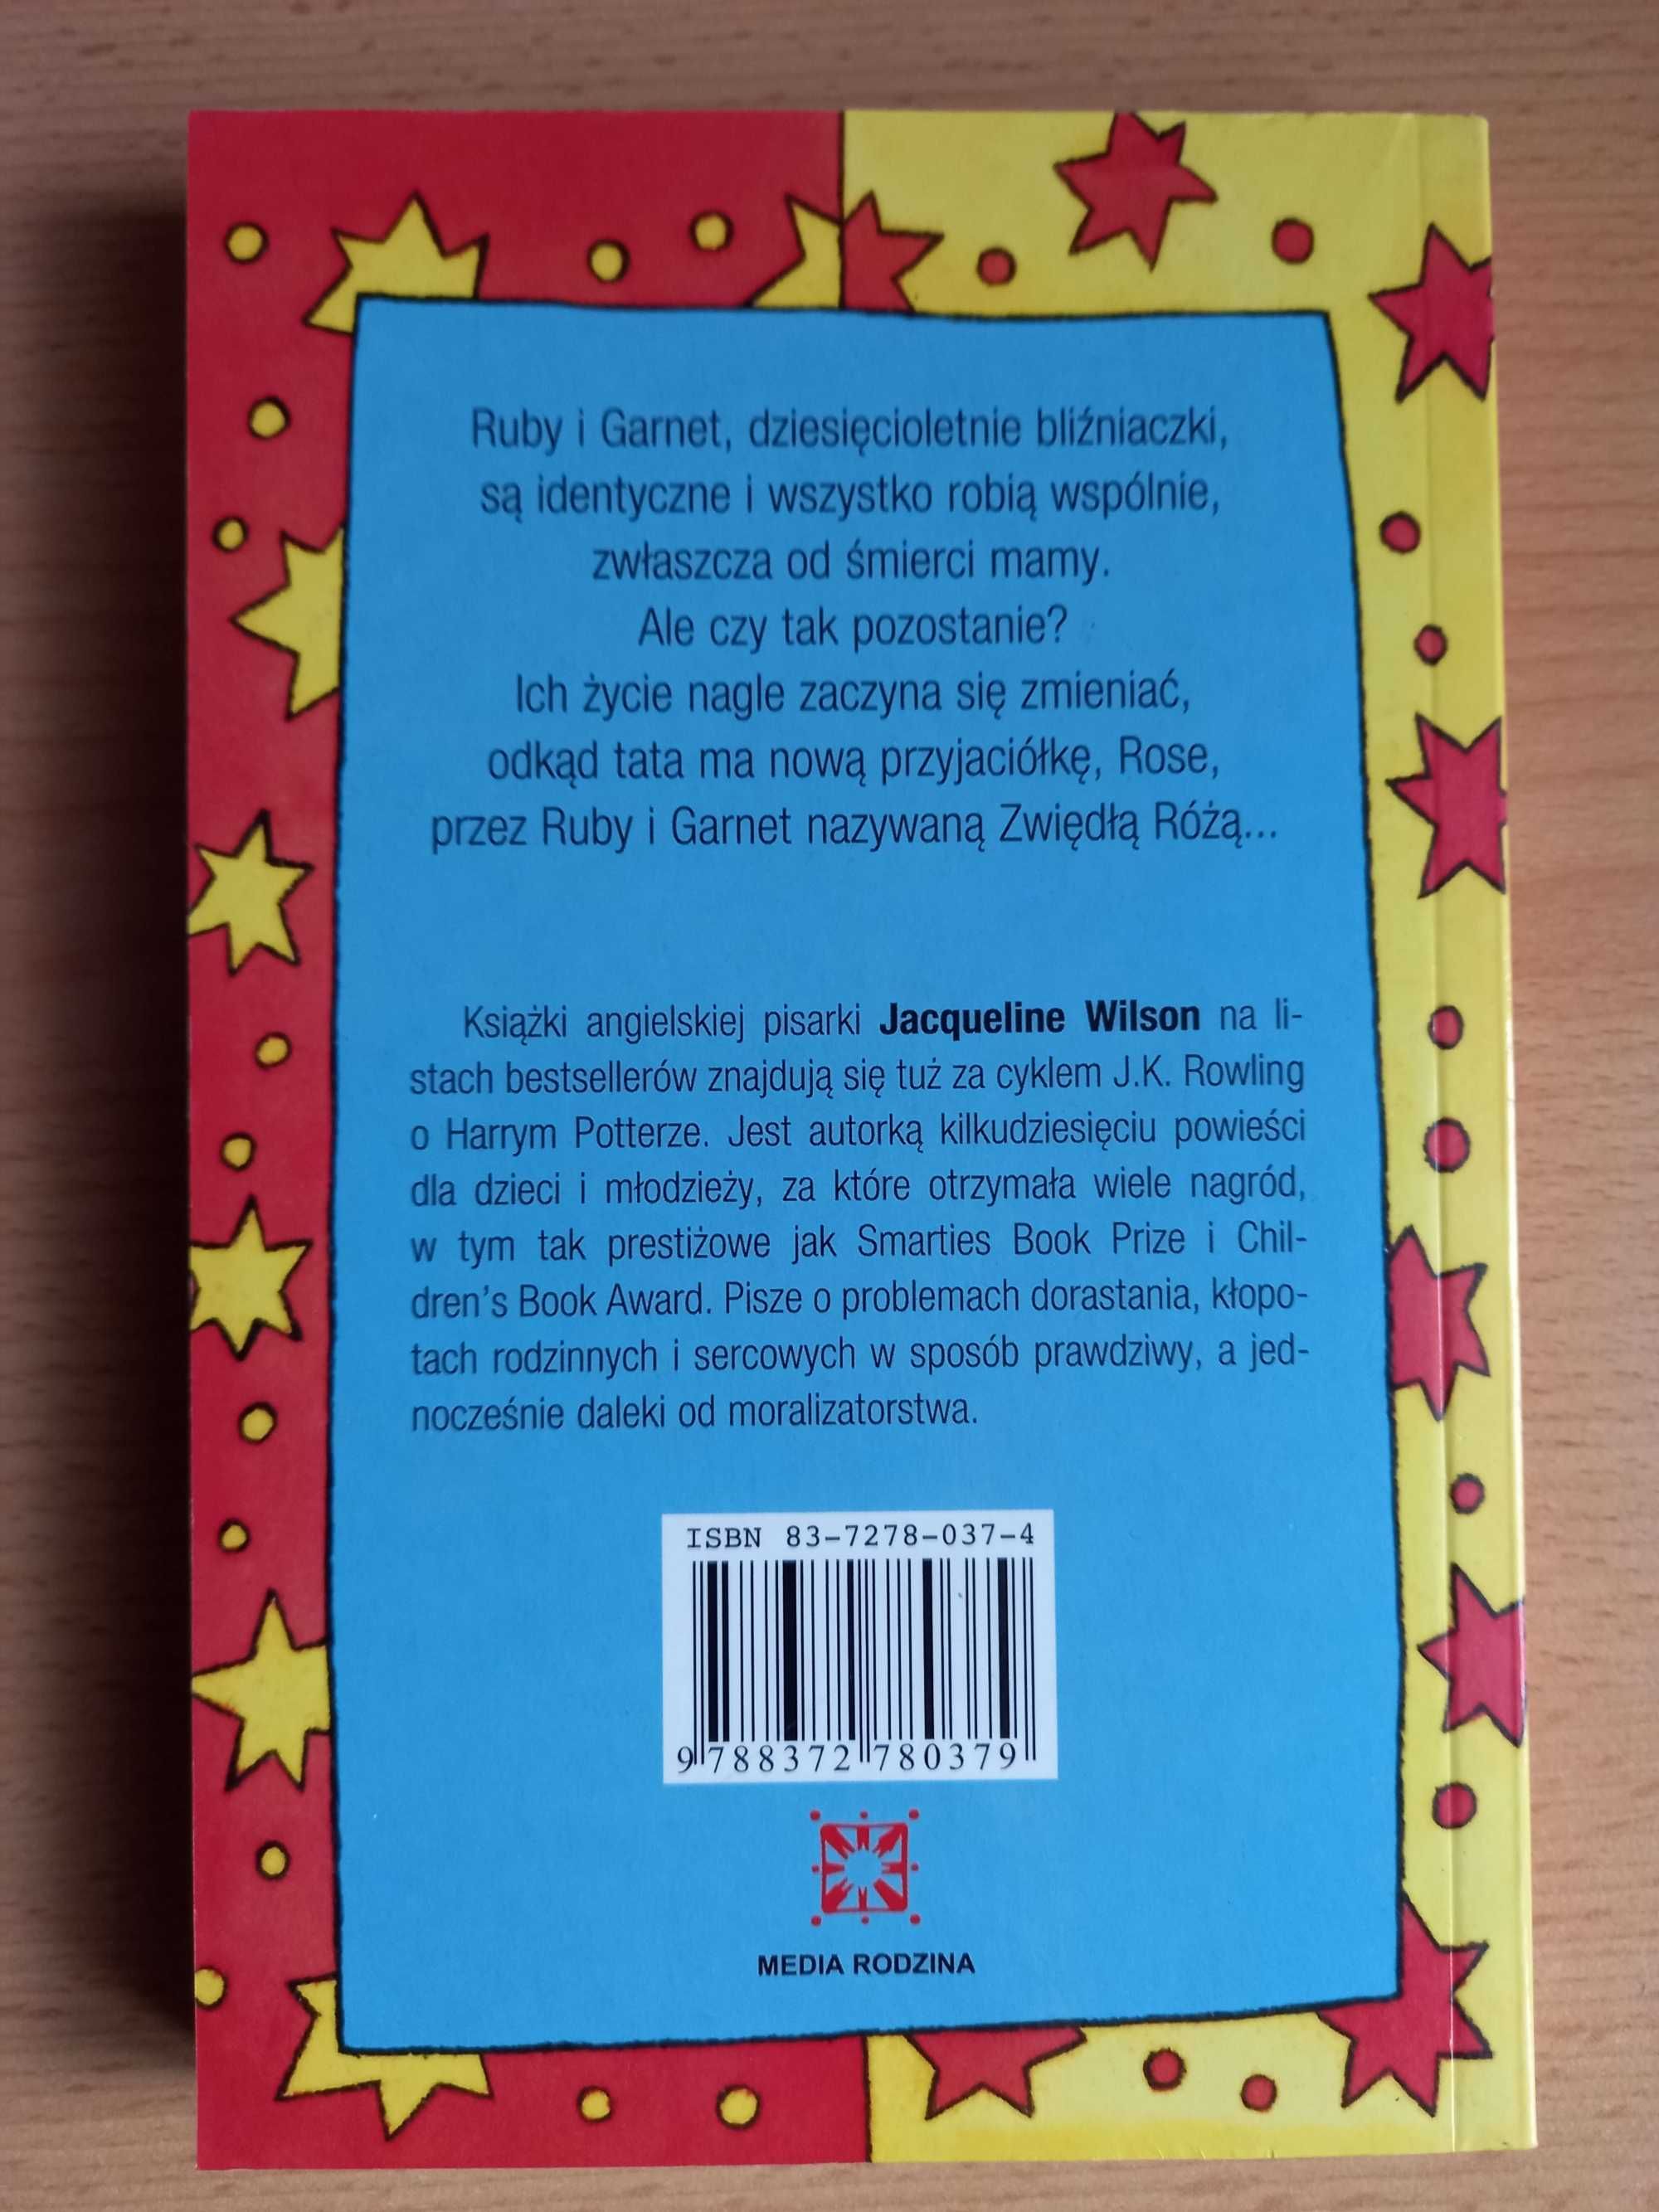 Ruby i Garnet, dziesięcioletnie bliźniaczki,
są identyczne i wszystko robią wspólnie,
zwłaszcza od śmierci mamy.
Ale czy tak pozostanie?
Ich życie nagle zaczyna się zmieniać,
odkąd tata ma nową przyjaciółkę, Rose,
przez Ruby i Garnet nazywaną Zwiędłą Różą...
Książki angielskiej pisarki Jacqueline Wilson na li-
stach bestsellerów znajdują się tuż za cyklem J.K. Rowling
o Harrym Potterze. Jest autorką kilkudziesięciu powieści
dla dzieci i młodzieży, za które otrzymała wiele nagród,
w tym tak prestiżowe jak Smarties Book Prize i Chil-
dren's Book Award. Pisze o problemach dorastania, kłopo-
tach rodzinnych i sercowych w sposób prawdziwy, a jed-
nocześnie daleki od moralizatorstwa.
ISBN 83-7278-037-4
9 788372 780379
MEDIA RODZINA